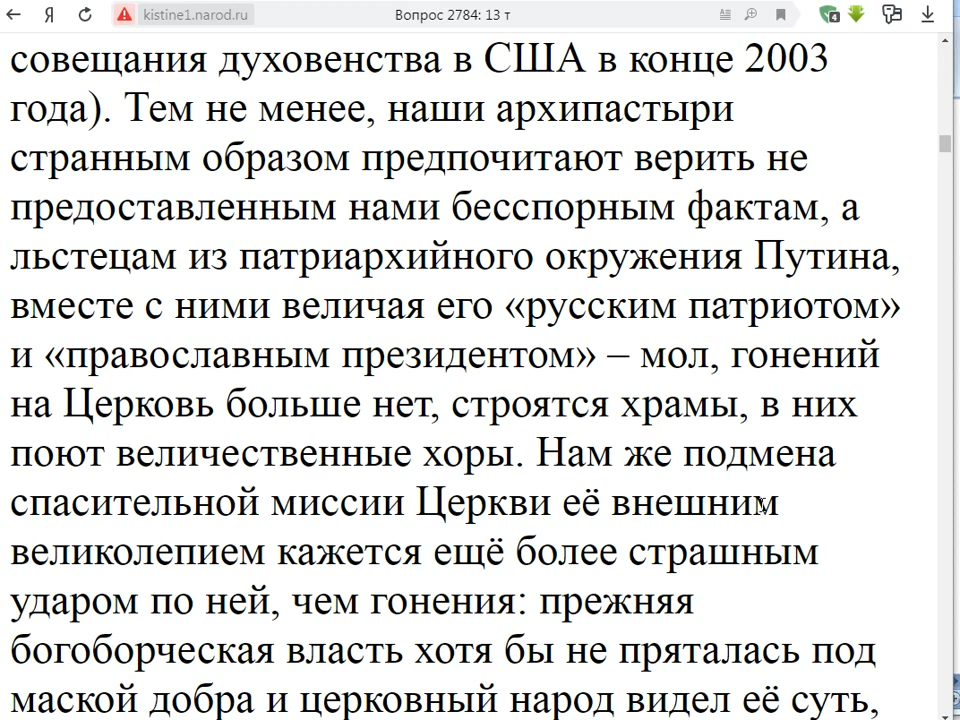 kistine1.narod.ru
Вопрос 2784: 13 т
совещания духовенства в США в конце 2003
года). Тем не менее, наши архипастыри
странным образом предпочитают верить не
предоставленным нами бесспорным фактам, а
льстецам из патриархийного окружения Путина,
вместе с ними величая его «русским патриотом»
и «православным президентом» – мол, гонений
на Церковь больше нет, строятся храмы, в них
поют величественные хоры. Нам же подмена
спасительной миссии Церкви её внешним
великолепием кажется ещё более страшным
ударом по ней, чем гонения: прежняя
богоборческая власть хотя бы не пряталась под
маской добра и церковный народ видел её суть,